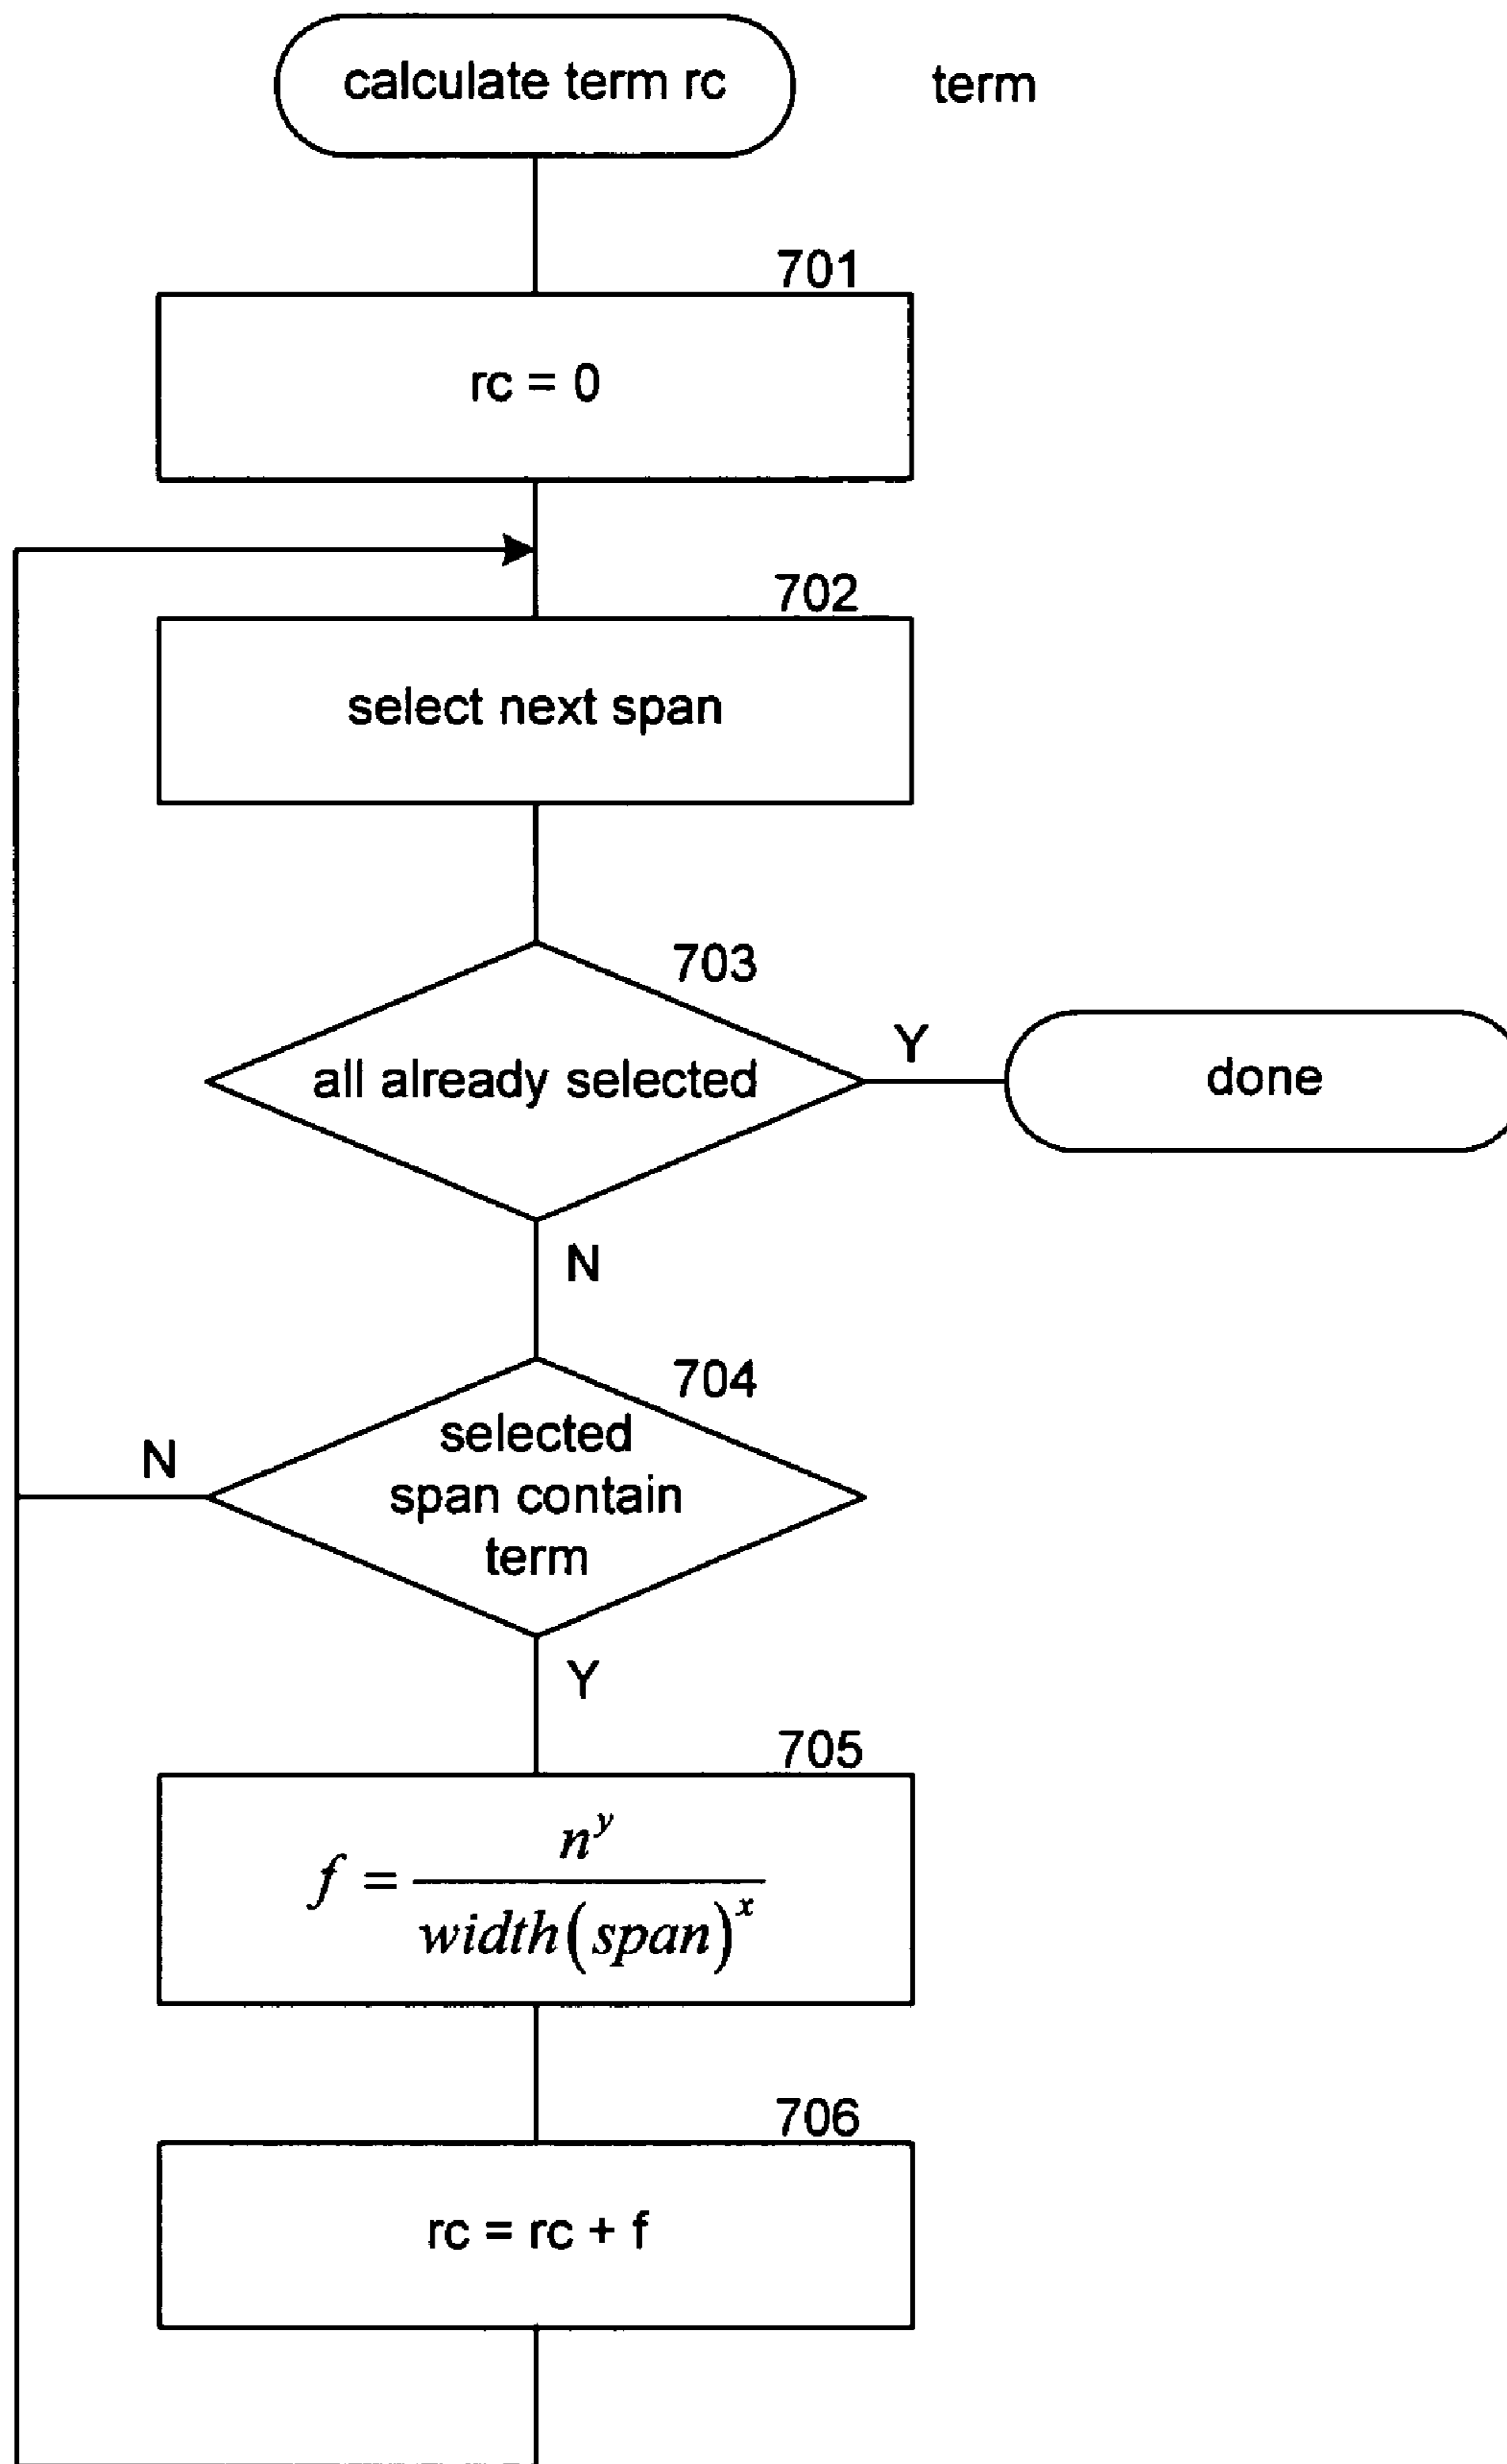 calculate term rc
term
701
rc = 0
702
select next span
703
all already selected
Y
done
N
704
selected
span contain
term
N
Y
705
f = n^y / width(span)^x
706
rc = rc + f